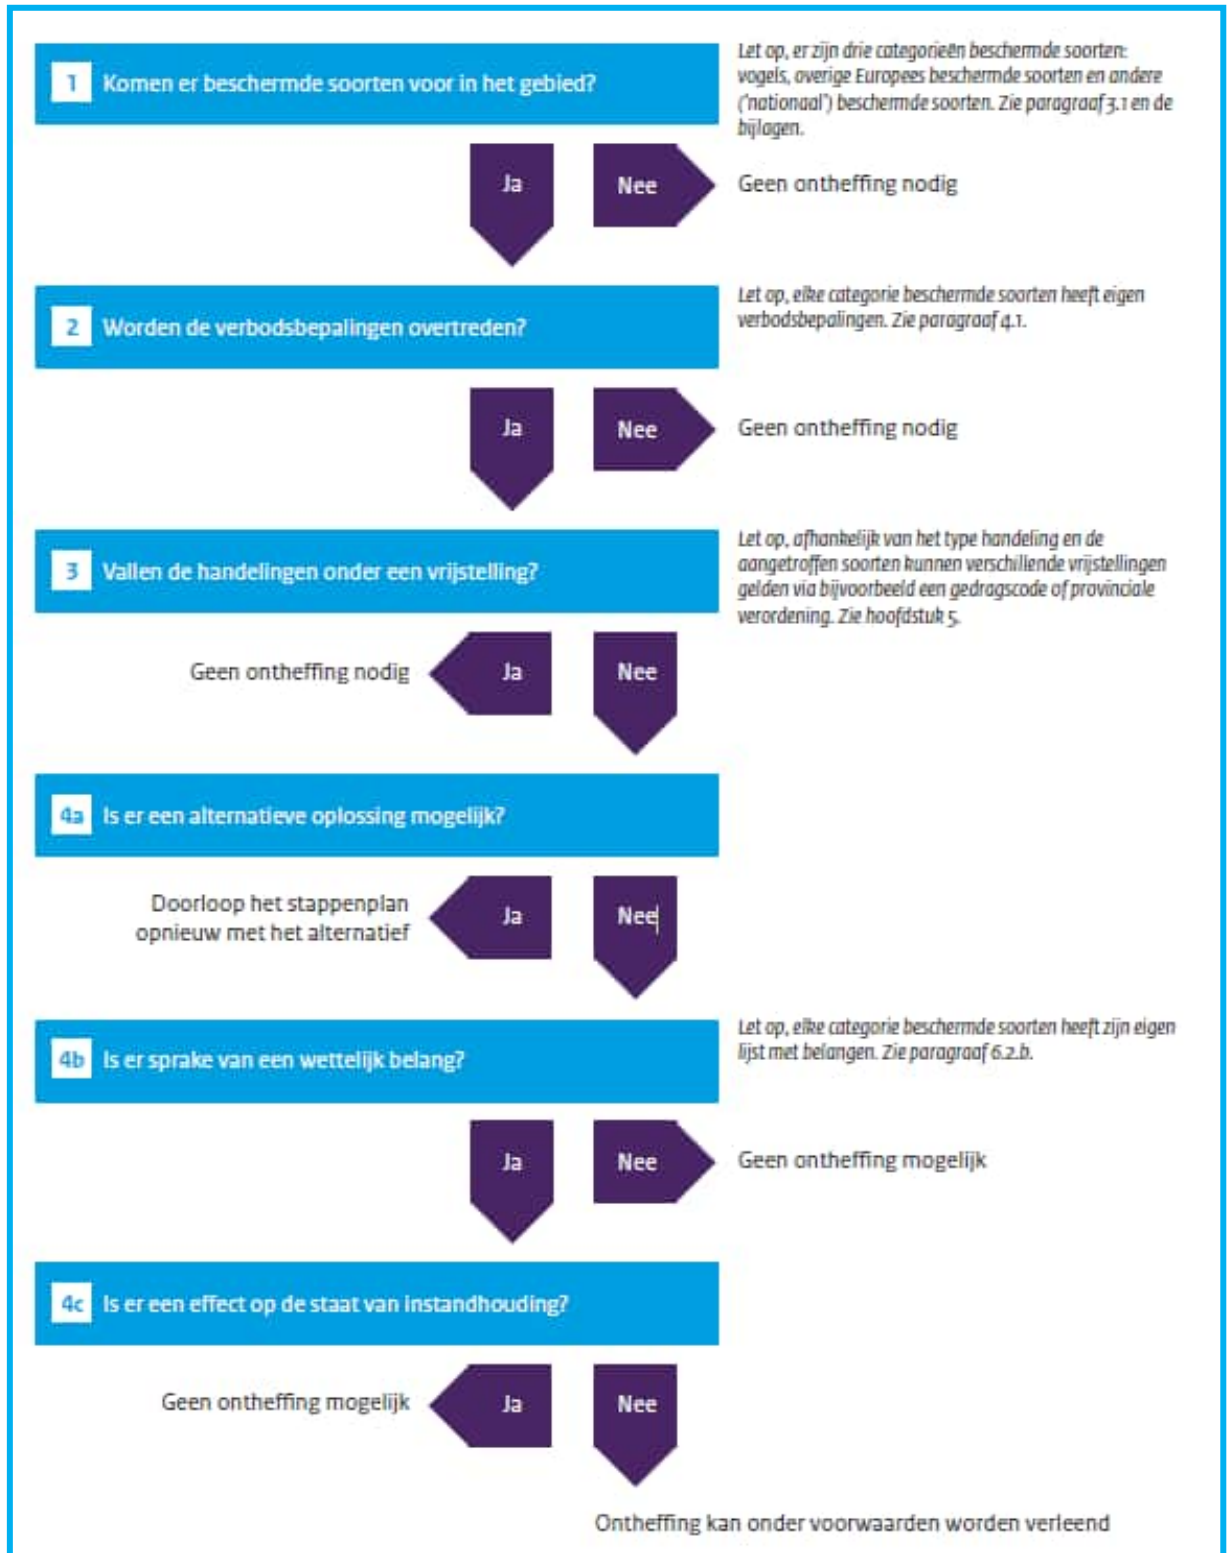 1 Komen er beschermde soorten voor in het gebied?
Let op, er zijn drie categorieën beschermde soorten:
vogels, overige Europees beschermde soorten en andere
('nationaal') beschermde soorten. Zie paragraaf 3.1 en de
bijlagen.
Ja
Nee
Geen ontheffing nodig
2 Worden de verbodsbepalingen overtreden?
Let op, elke categorie beschermde soorten heeft eigen
verbodsbepalingen. Zie paragraaf 4.1.
Ja
Nee
Geen ontheffing nodig
3 Vallen de handelingen onder een vrijstelling?
Let op, afhankelijk van het type handeling en de
aangetroffen soorten kunnen verschillende vrijstellingen
gelden via bijvoorbeeld een gedragscode of provinciale
verordening. Zie hoofdstuk 5.
Geen ontheffing nodig
Ja
Nee
4a Is er een alternatieve oplossing mogelijk?
Doorloop het stappenplan
opnieuw met het alternatief
Ja
Nee
4b Is er sprake van een wettelijk belang?
Let op, elke categorie beschermde soorten heeft zijn eigen
lijst met belangen. Zie paragraaf 6.2.b.
Ja
Nee
Geen ontheffing mogelijk
4c Is er een effect op de staat van instandhouding?
Geen ontheffing mogelijk
Ja
Nee
Ontheffing kan onder voorwaarden worden verleend